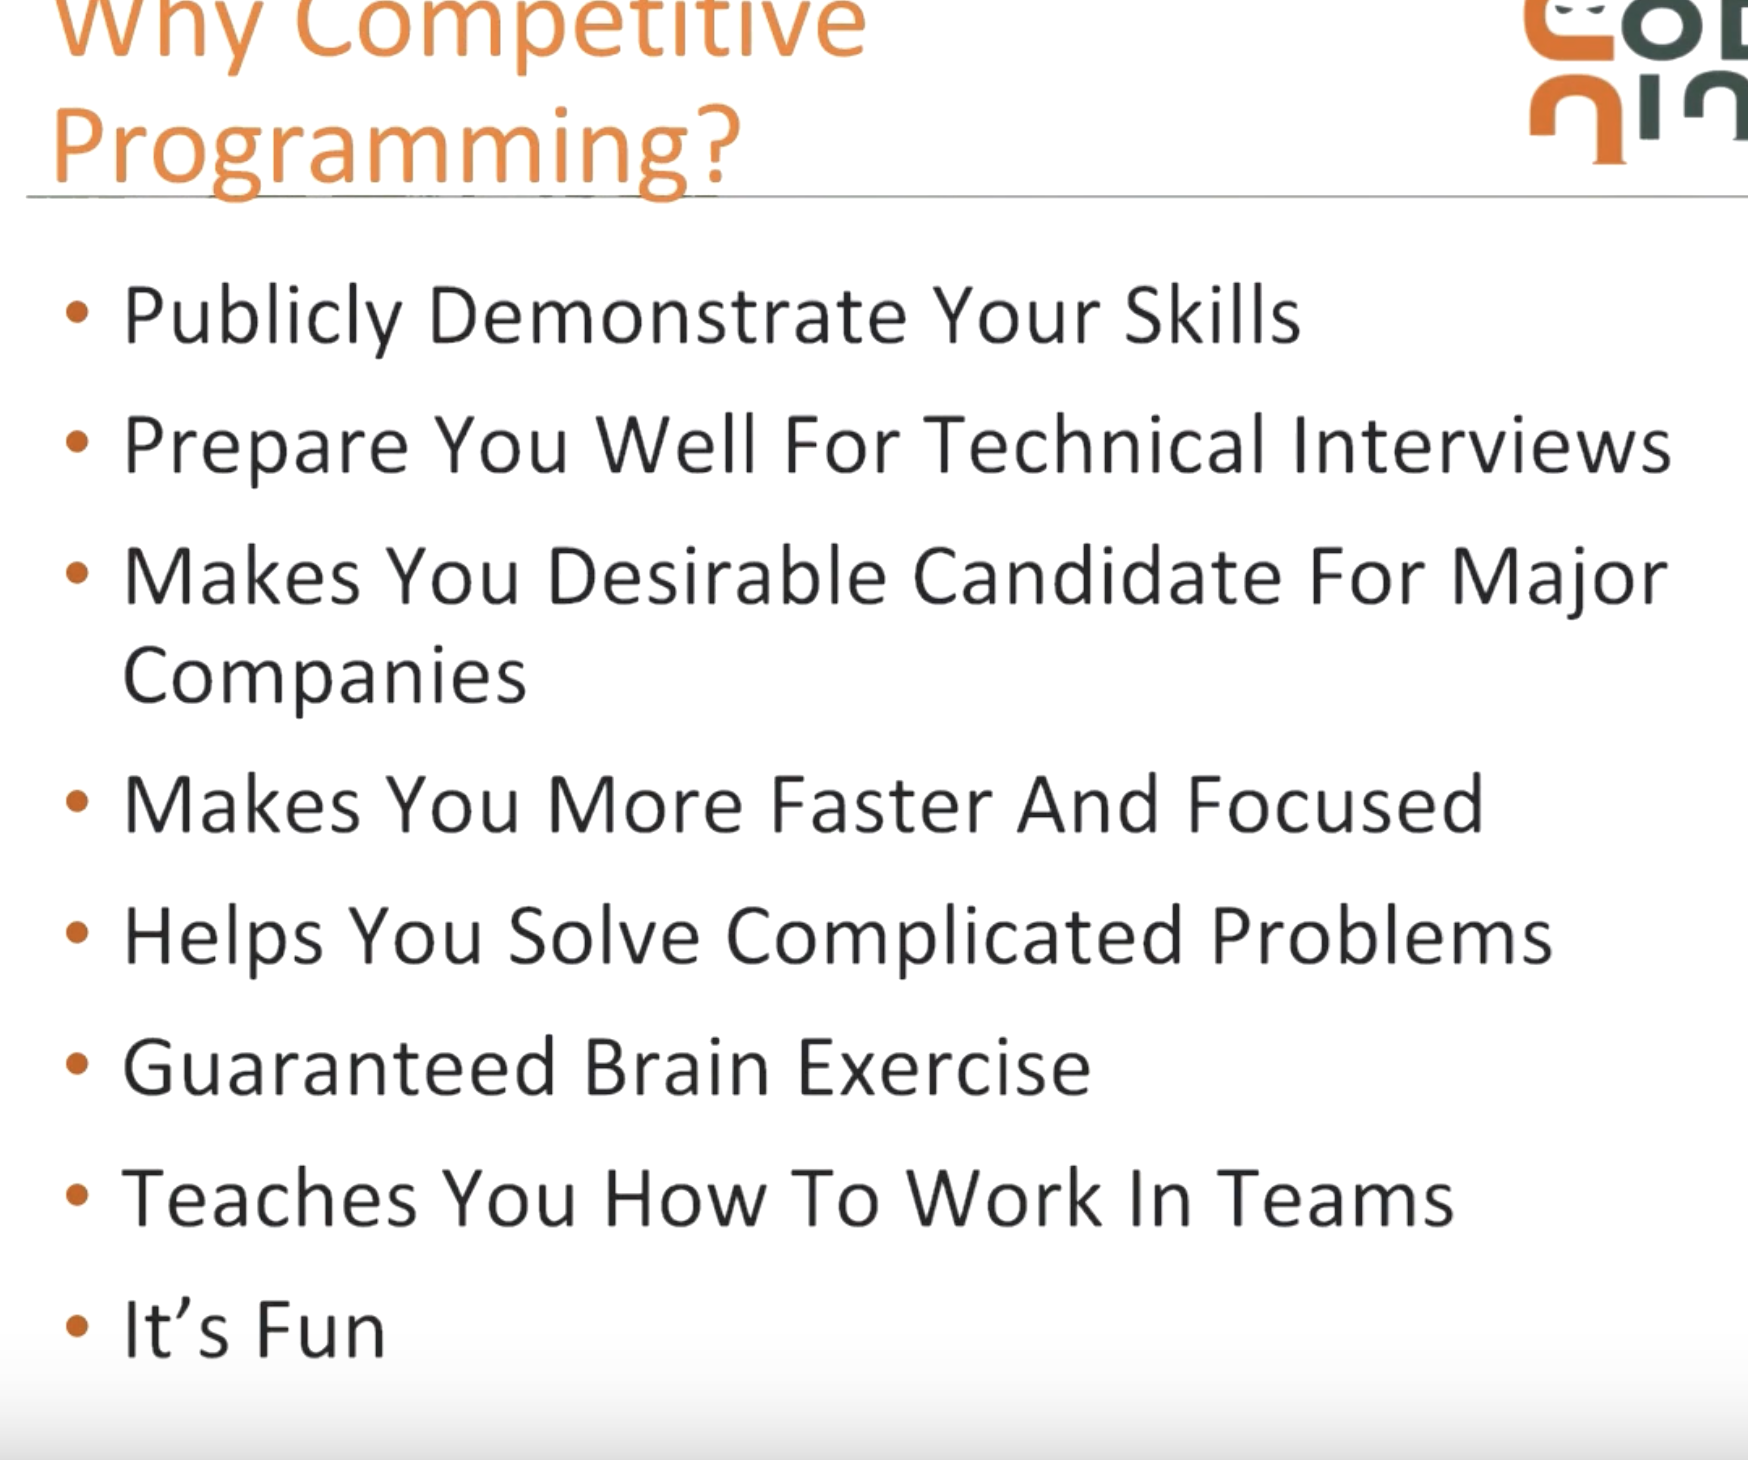 Why Competitive
Programming?
• Publicly Demonstrate Your Skills
• Prepare You Well For Technical Interviews
• Makes You Desirable Candidate For Major
Companies
• Makes You More Faster And Focused
• Helps You Solve Complicated Problems
• Guaranteed Brain Exercise
• Teaches You How To Work In Teams
• It’s Fun